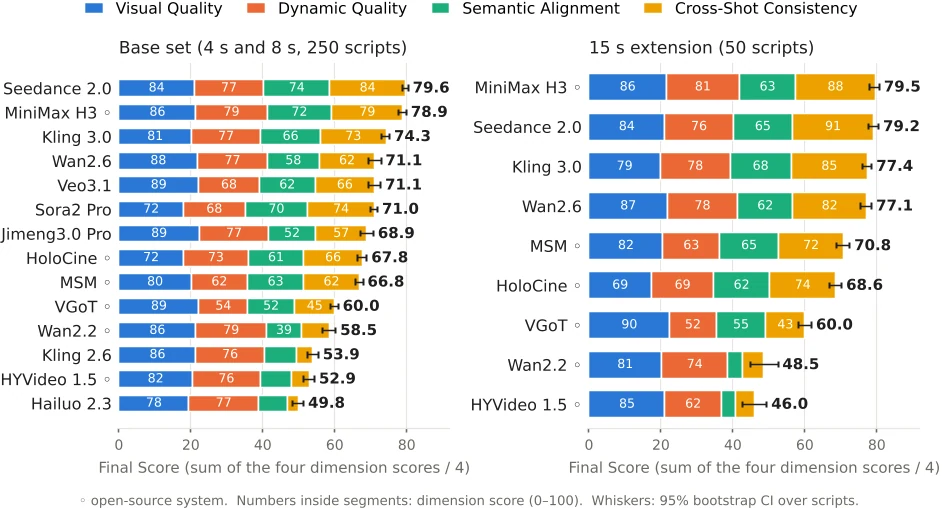 Visual Quality Dynamic Quality Semantic Alignment Cross-Shot Consistency
Base set (4 s and 8 s, 250 scripts)
Seedance 2.0 84 77 74 84 79.6
MiniMax H3 ◦ 86 79 72 79 78.9
Kling 3.0 81 77 66 73 74.3
Wan2.6 88 77 58 62 71.1
Veo3.1 89 68 62 66 71.1
Sora2 Pro 72 68 70 74 71.0
Jimeng3.0 Pro 89 77 52 57 68.9
HoloCine ◦ 72 73 61 66 67.8
MSM ◦ 80 62 63 62 66.8
VGoT ◦ 89 54 52 45 60.0
Wan2.2 ◦ 86 79 39 58.5
Kling 2.6 86 76 53.9
HYVideo 1.5 ◦ 82 76 52.9
Hailuo 2.3 78 77 49.8
0 20 40 60 80
Final Score (sum of the four dimension scores / 4)
15 s extension (50 scripts)
MiniMax H3 ◦ 86 81 63 88 79.5
Seedance 2.0 84 76 65 91 79.2
Kling 3.0 79 78 68 85 77.4
Wan2.6 87 78 62 82 77.1
MSM ◦ 82 63 65 72 70.8
HoloCine ◦ 69 69 62 74 68.6
VGoT ◦ 90 52 55 43 60.0
Wan2.2 ◦ 81 74 48.5
HYVideo 1.5 ◦ 85 62 46.0
0 20 40 60 80
Final Score (sum of the four dimension scores / 4)
◦ open-source system. Numbers inside segments: dimension score (0–100). Whiskers: 95% bootstrap CI over scripts.